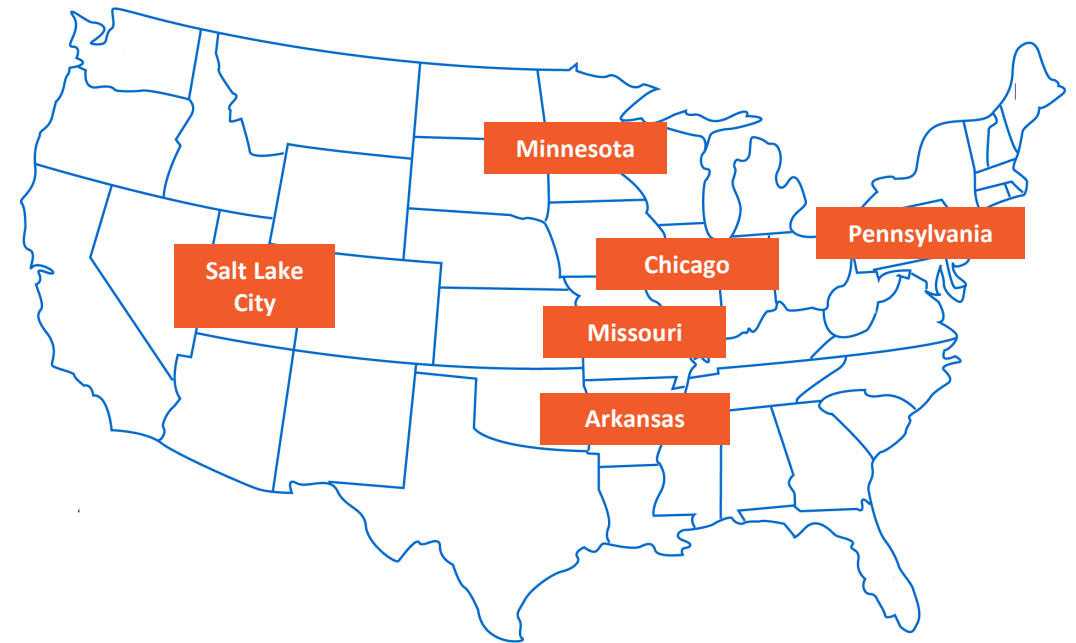 Minnesota
Pennsylvania
Chicago
Salt Lake
City
Missouri
Arkansas